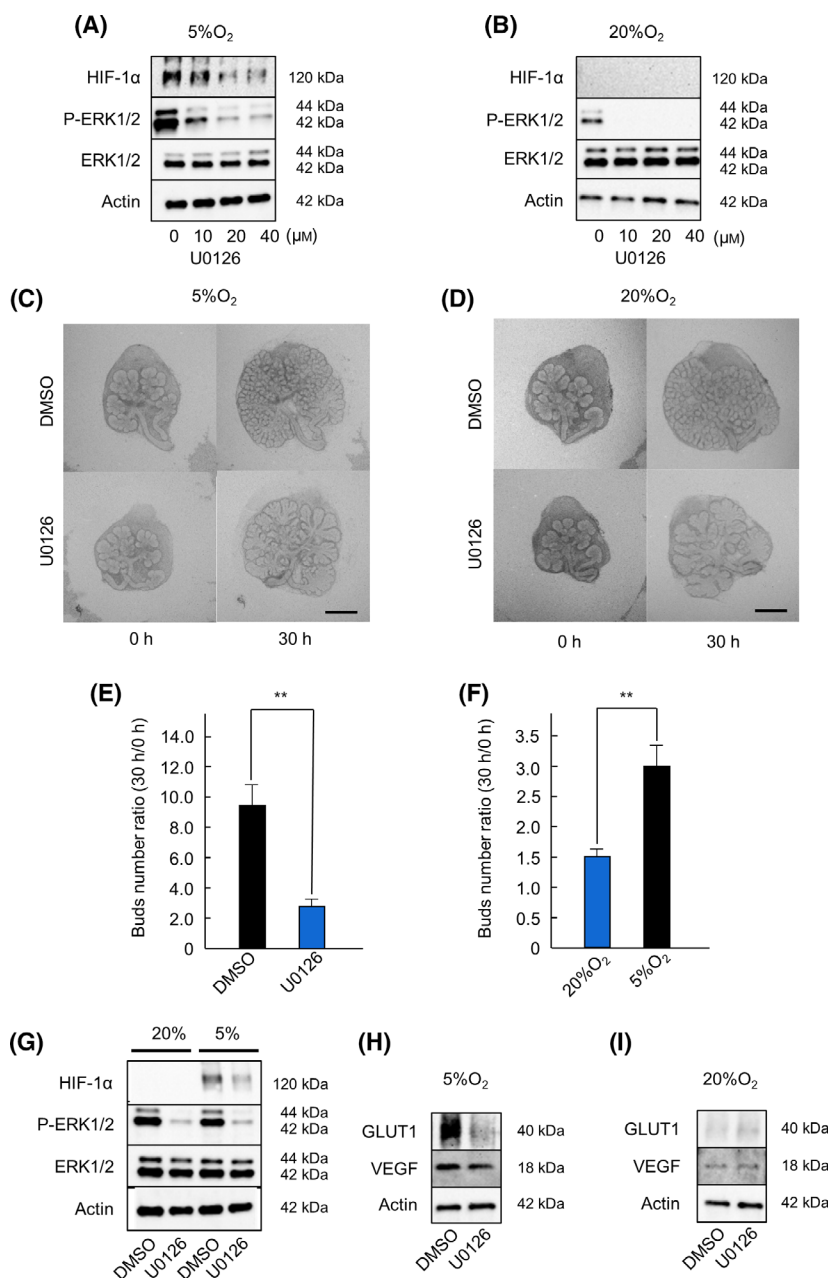 (A)
5%O₂
HIF-1α
120 kDa
P-ERK1/2
44 kDa
42 kDa
ERK1/2
44 kDa
42 kDa
Actin
42 kDa
0 10 20 40 (μM)
U0126
(B)
20%O₂
HIF-1α
120 kDa
P-ERK1/2
44 kDa
42 kDa
ERK1/2
44 kDa
42 kDa
Actin
42 kDa
0 10 20 40 (μM)
U0126
(C)
5%O₂
DMSO
U0126
0 h 30 h
(D)
20%O₂
DMSO
U0126
0 h 30 h
(E)
**
Buds number ratio (30 h/0 h)
14.0
12.0
10.0
8.0
6.0
4.0
2.0
0
DMSO
U0126
(F)
**
Buds number ratio (30 h/0 h)
3.5
3.0
2.5
2.0
1.5
1.0
0.5
0
20%O₂
5%O₂
(G)
20% 5%
HIF-1α
120 kDa
P-ERK1/2
44 kDa
42 kDa
ERK1/2
44 kDa
42 kDa
Actin
42 kDa
DMSO
U0126
DMSO
U0126
(H)
5%O₂
GLUT1
40 kDa
VEGF
18 kDa
Actin
42 kDa
DMSO
U0126
(I)
20%O₂
GLUT1
40 kDa
VEGF
18 kDa
Actin
42 kDa
DMSO
U0126